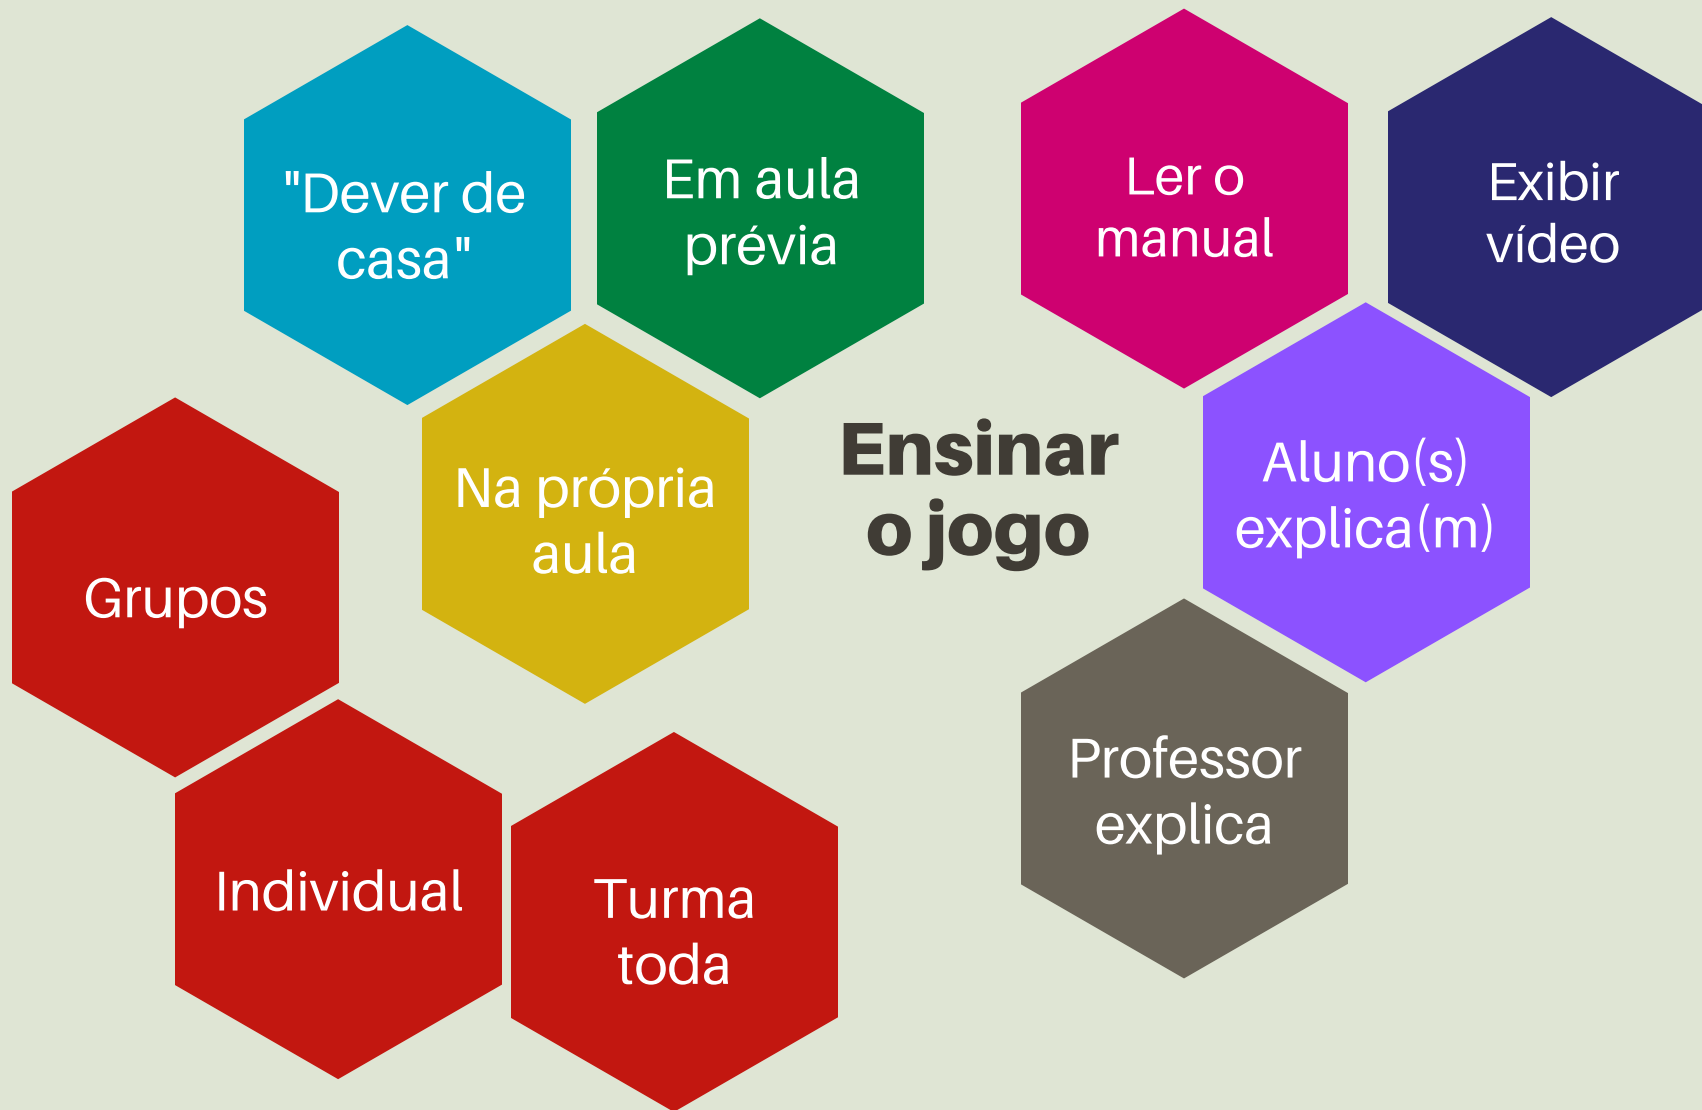 "Dever de
casa"
Em aula
prévia
Na própria
aula
Grupos
Individual
Turma
toda
Ensinar
o jogo
Ler o
manual
Exibir
vídeo
Aluno(s)
explica(m)
Professor
explica